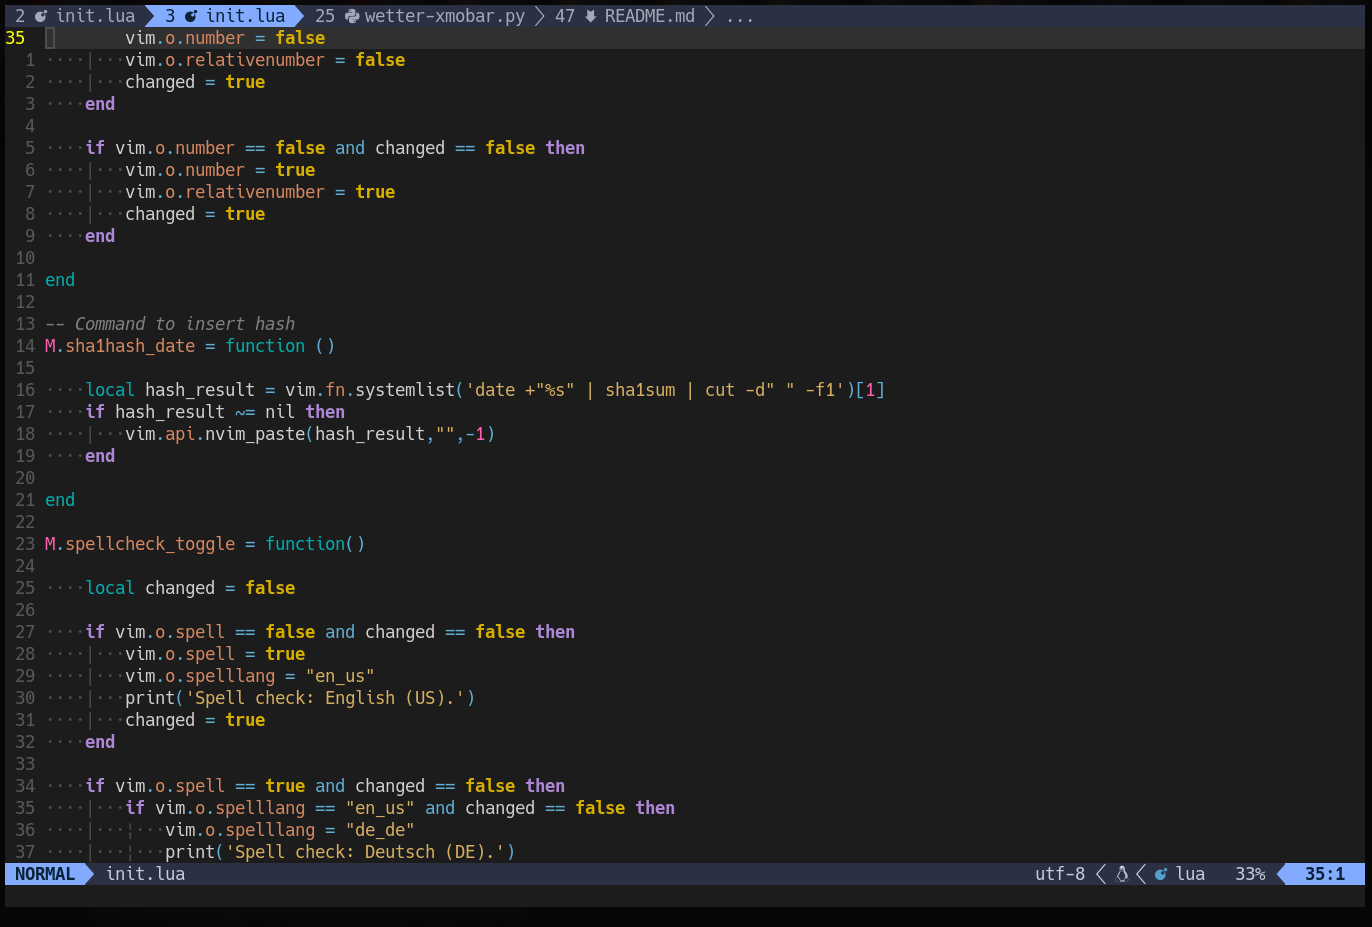 2 init.lua 3 init.lua 25 wetter-xmobar.py 47 README.md ...
35         vim.o.number = false
1 ····|···vim.o.relativenumber = false
2 ····|···changed = true
3 ····end
4
5 ····if vim.o.number == false and changed == false then
6 ····|···vim.o.number = true
7 ····|···vim.o.relativenumber = true
8 ····|···changed = true
9 ····end
10
11 end
12
13 -- Command to insert hash
14 M.sha1hash_date = function ()
15
16 ····local hash_result = vim.fn.systemlist('date +"%s" | sha1sum | cut -d" " -f1')[1]
17 ····if hash_result ~= nil then
18 ····|···vim.api.nvim_paste(hash_result,"",-1)
19 ····end
20
21 end
22
23 M.spellcheck_toggle = function()
24
25 ····local changed = false
26
27 ····if vim.o.spell == false and changed == false then
28 ····|···vim.o.spell = true
29 ····|···vim.o.spelllang = "en_us"
30 ····|···print('Spell check: English (US).')
31 ····|···changed = true
32 ····end
33
34 ····if vim.o.spell == true and changed == false then
35 ····|···if vim.o.spelllang == "en_us" and changed == false then
36 ····|···¦···vim.o.spelllang = "de_de"
37 ····|···¦···print('Spell check: Deutsch (DE).')
NORMAL init.lua utf-8 lua 33% 35:1